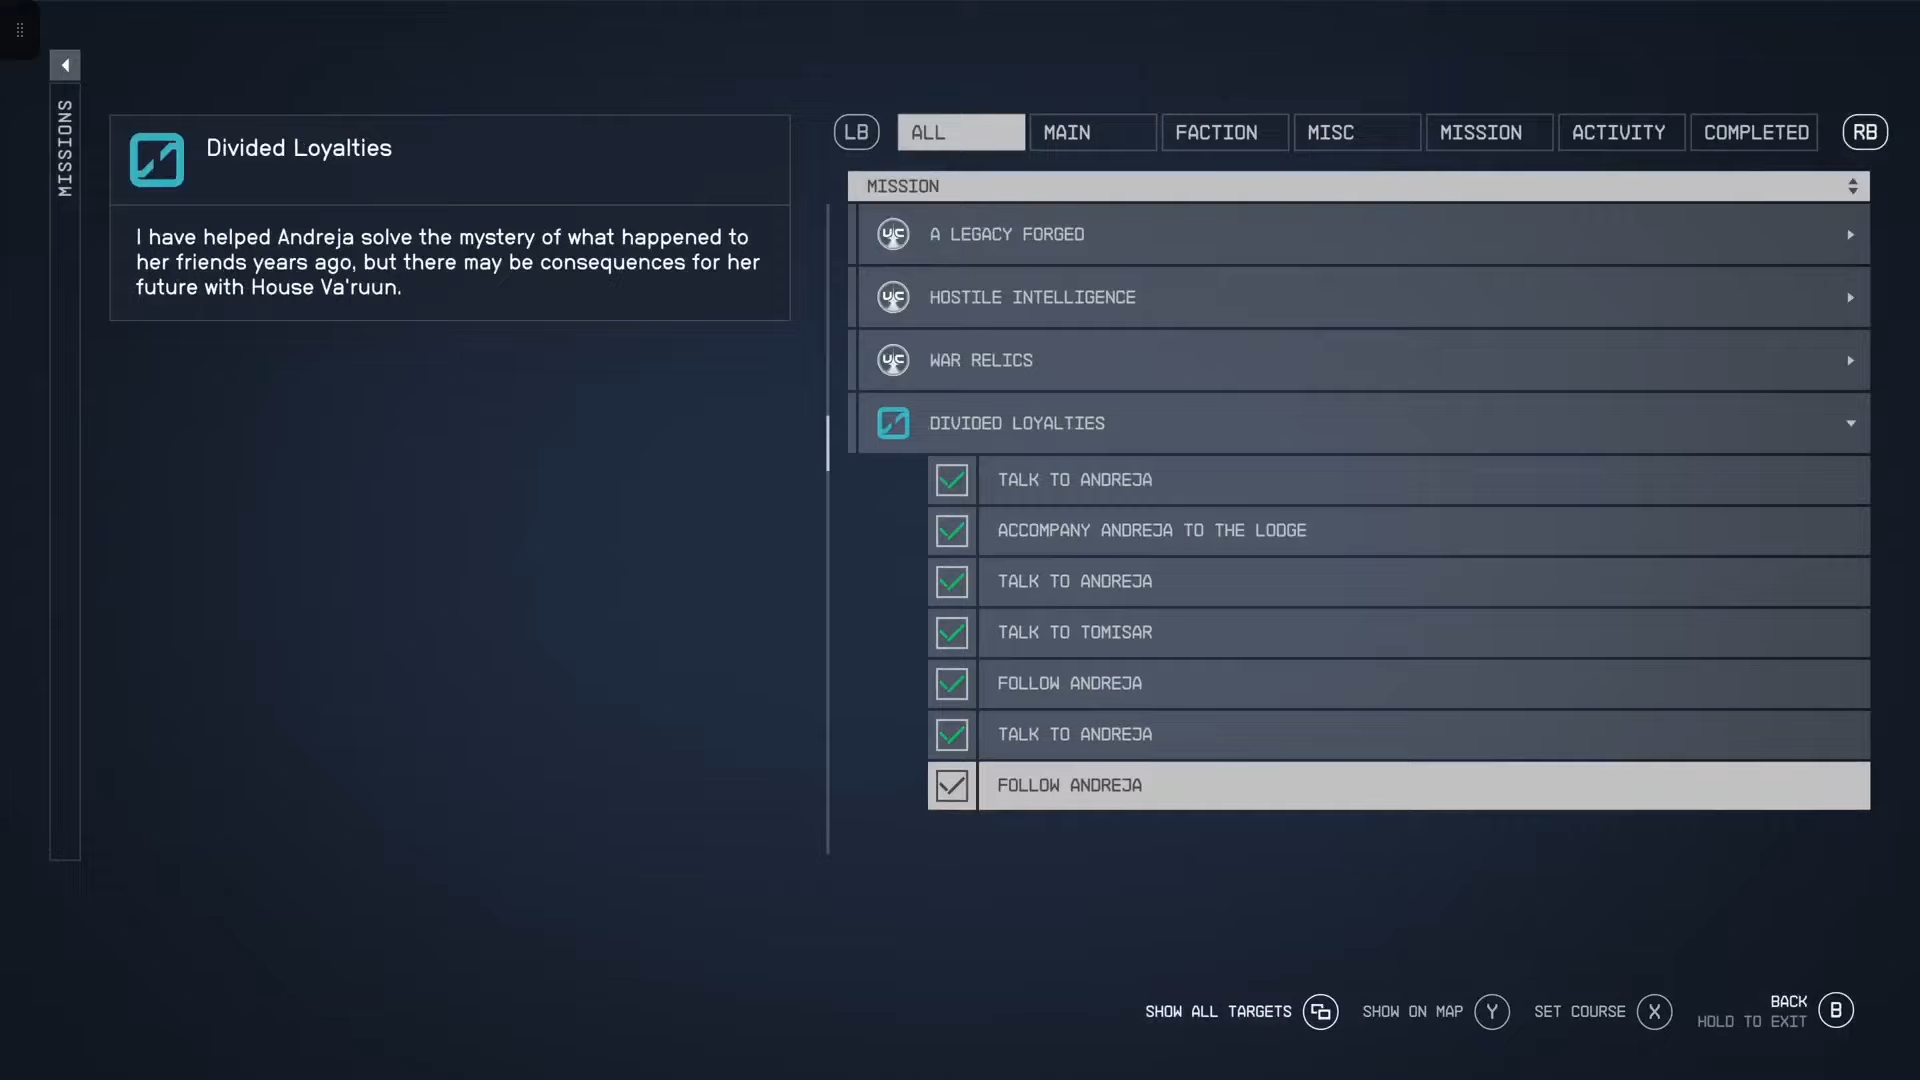 MISSIONS
Divided Loyalties
I have helped Andreja solve the mystery of what happened to
her friends years ago, but there may be consequences for her
future with House Va'ruun.
LB
ALL
MAIN
FACTION
MISC
MISSION
ACTIVITY
COMPLETED
RB
MISSION
UC
A LEGACY FORGED
UC
HOSTILE INTELLIGENCE
UC
WAR RELICS
DIVIDED LOYALTIES
TALK TO ANDREJA
ACCOMPANY ANDREJA TO THE LODGE
TALK TO ANDREJA
TALK TO TOMISAR
FOLLOW ANDREJA
TALK TO ANDREJA
FOLLOW ANDREJA
SHOW ALL TARGETS
SHOW ON MAP Y
SET COURSE X
BACK B
HOLD TO EXIT